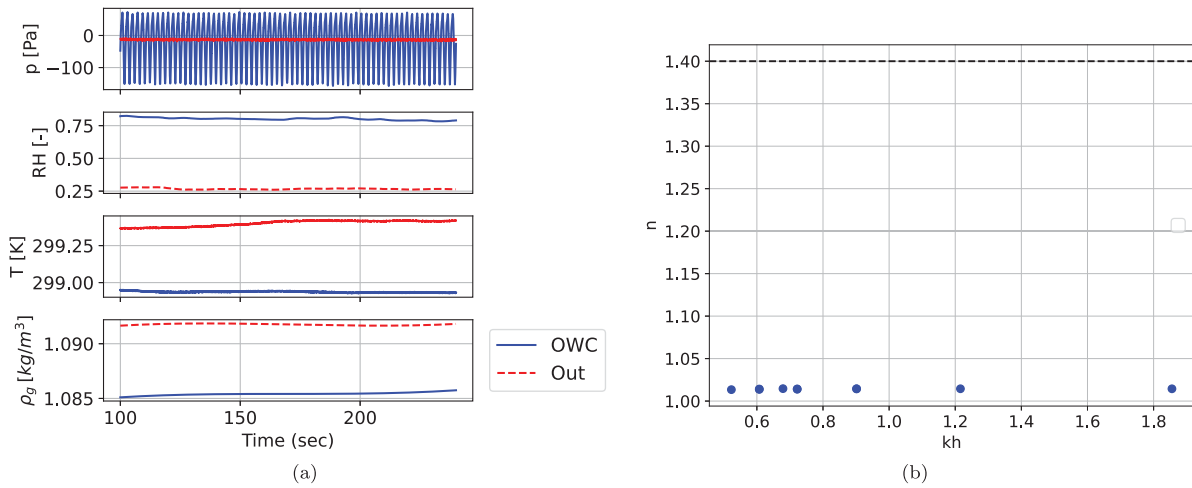 p [Pa]
0
−100
RH [-]
0.75
0.50
0.25
T [K]
299.25
299.00
ρg [kg/m³]
1.090
1.085
100
150
200
Time (sec)
OWC
Out
(a)
n
1.40
1.35
1.30
1.25
1.20
1.15
1.10
1.05
1.00
0.6
0.8
1.0
1.2
1.4
1.6
1.8
kh
(b)